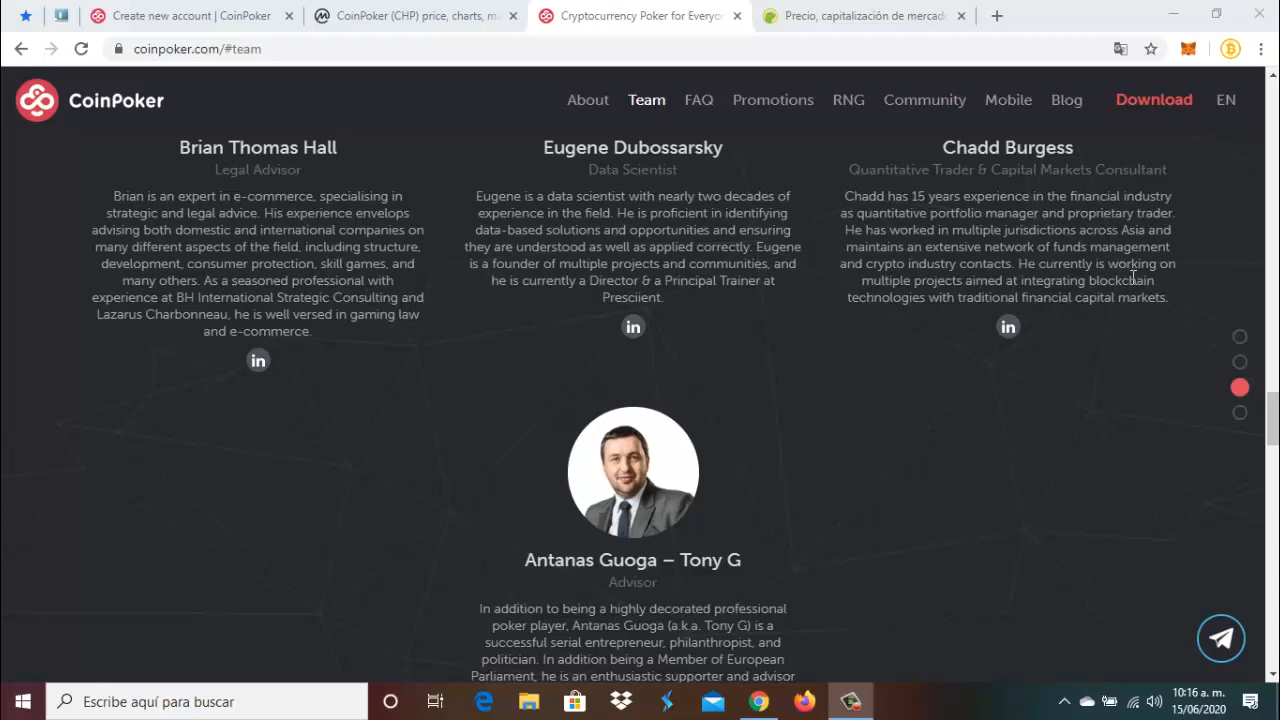 Create new account | CoinPoker
CoinPoker (CHP) price, charts, ma
Cryptocurrency Poker for Everyon
Precio, capitalización de mercado
coinpoker.com/#team
CoinPoker
About Team FAQ Promotions RNG Community Mobile Blog Download EN
Brian Thomas Hall
Legal Advisor
Brian is an expert in e-commerce, specialising in
strategic and legal advice. His experience envelops
advising both domestic and international companies on
many different aspects of the field, including structure,
development, consumer protection, skill games, and
many others. As a seasoned professional with
experience at BH International Strategic Consulting and
Lazarus Charbonneau, he is well versed in gaming law
and e-commerce.
in
Eugene Dubossarsky
Data Scientist
Eugene is a data scientist with nearly two decades of
experience in the field. He is proficient in identifying
data-based solutions and opportunities and ensuring
they are understood as well as applied correctly. Eugene
is a founder of multiple projects and communities, and
he is currently a Director & a Principal Trainer at
Presciient.
in
Chadd Burgess
Quantitative Trader & Capital Markets Consultant
Chadd has 15 years experience in the financial industry
as quantitative portfolio manager and proprietary trader.
He has worked in multiple jurisdictions across Asia and
maintains an extensive network of funds management
and crypto industry contacts. He currently is working on
multiple projects aimed at integrating blockchain
technologies with traditional financial capital markets.
in
Antanas Guoga – Tony G
Advisor
In addition to being a highly decorated professional
poker player, Antanas Guoga (a.k.a. Tony G) is a
successful serial entrepreneur, philanthropist, and
politician. In addition being a Member of European
Parliament, he is an enthusiastic supporter and advisor
Escribe aquí para buscar
10:16 a. m.
15/06/2020